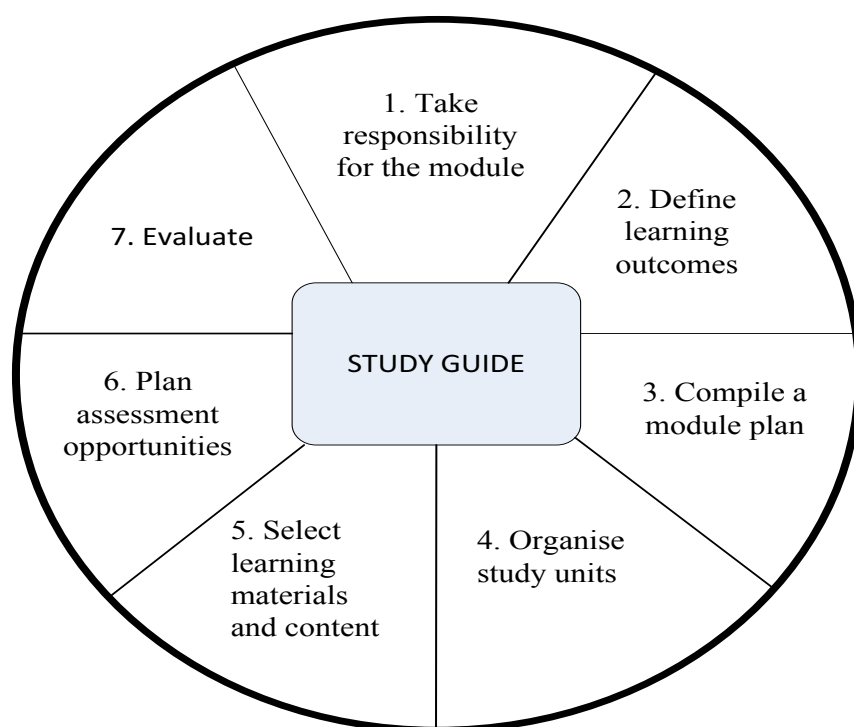 1. Take
responsibility
for the module
2. Define
learning
outcomes
7. Evaluate
STUDY GUIDE
3. Compile a
module plan
6. Plan
assessment
opportunities
4. Organise
study units
5. Select
learning
materials
and content